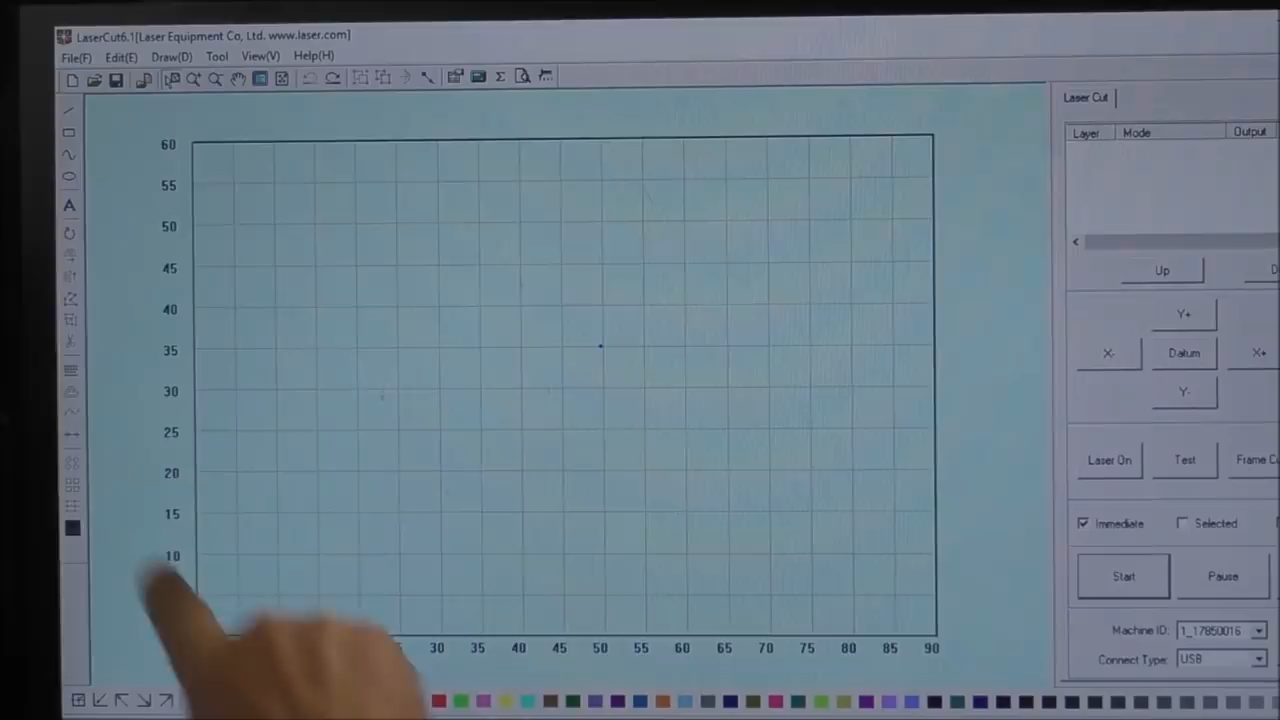 LaserCut6.1[Laser Equipment Co, Ltd. www.laser.com]
File(F) Edit(E) Draw(D) Tool View(V) Help(H)
Laser Cut
Layer Mode Output
60
55
50
45
40
35
30
25
20
15
10
30 35 40 45 50 55 60 65 70 75 80 85 90
A
Σ
Up
Y+
X- Datum X+
Y-
Laser On Test Frame
Immediate Selected
Start Pause
Machine ID: 1_17850016
Connect Type: USB